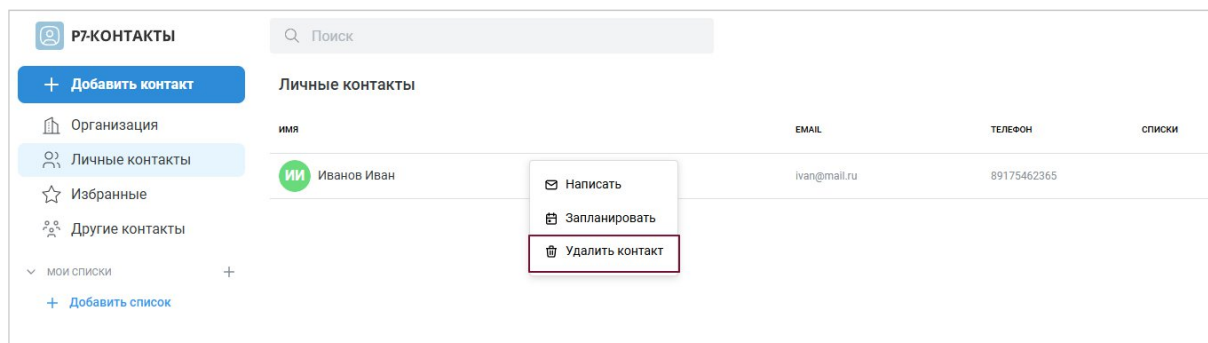 Р7-КОНТАКТЫ
Поиск
Добавить контакт
Личные контакты
Организация
ИМЯ
EMAIL
ТЕЛЕФОН
СПИСКИ
Личные контакты
ИИ Иванов Иван
ivan@mail.ru
89175462365
Написать
Избранные
Запланировать
Другие контакты
Удалить контакт
МОИ СПИСКИ
Добавить список